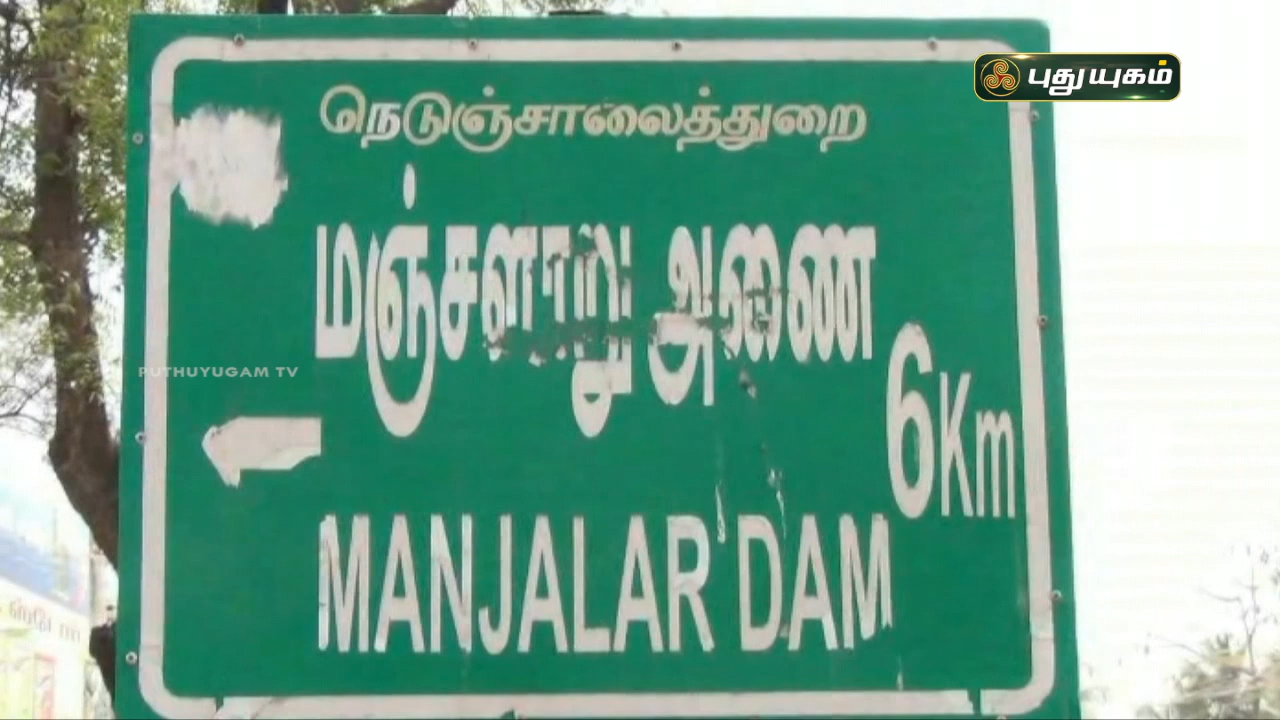 புதுயுகம்
நெடுஞ்சாலைத்துறை
மஞ்சளாறு அணை
6Km
PUTHUYUGAM TV
MANJALAR DAM